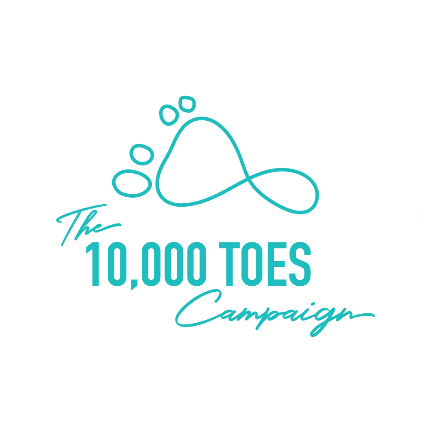 The
10,000 TOES
Campaign